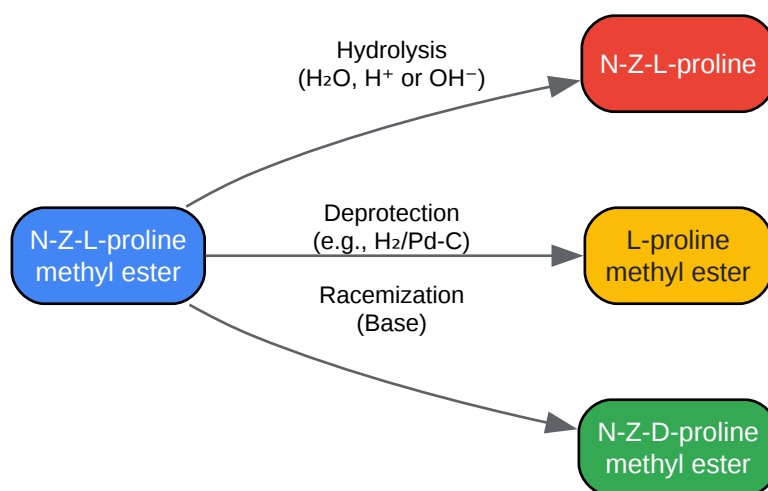 Hydrolysis
(H₂O, H⁺ or OH⁻)
N-Z-L-proline
N-Z-L-proline
methyl ester
Deprotection
(e.g., H₂/Pd-C)
L-proline
methyl ester
Racemization
(Base)
N-Z-D-proline
methyl ester